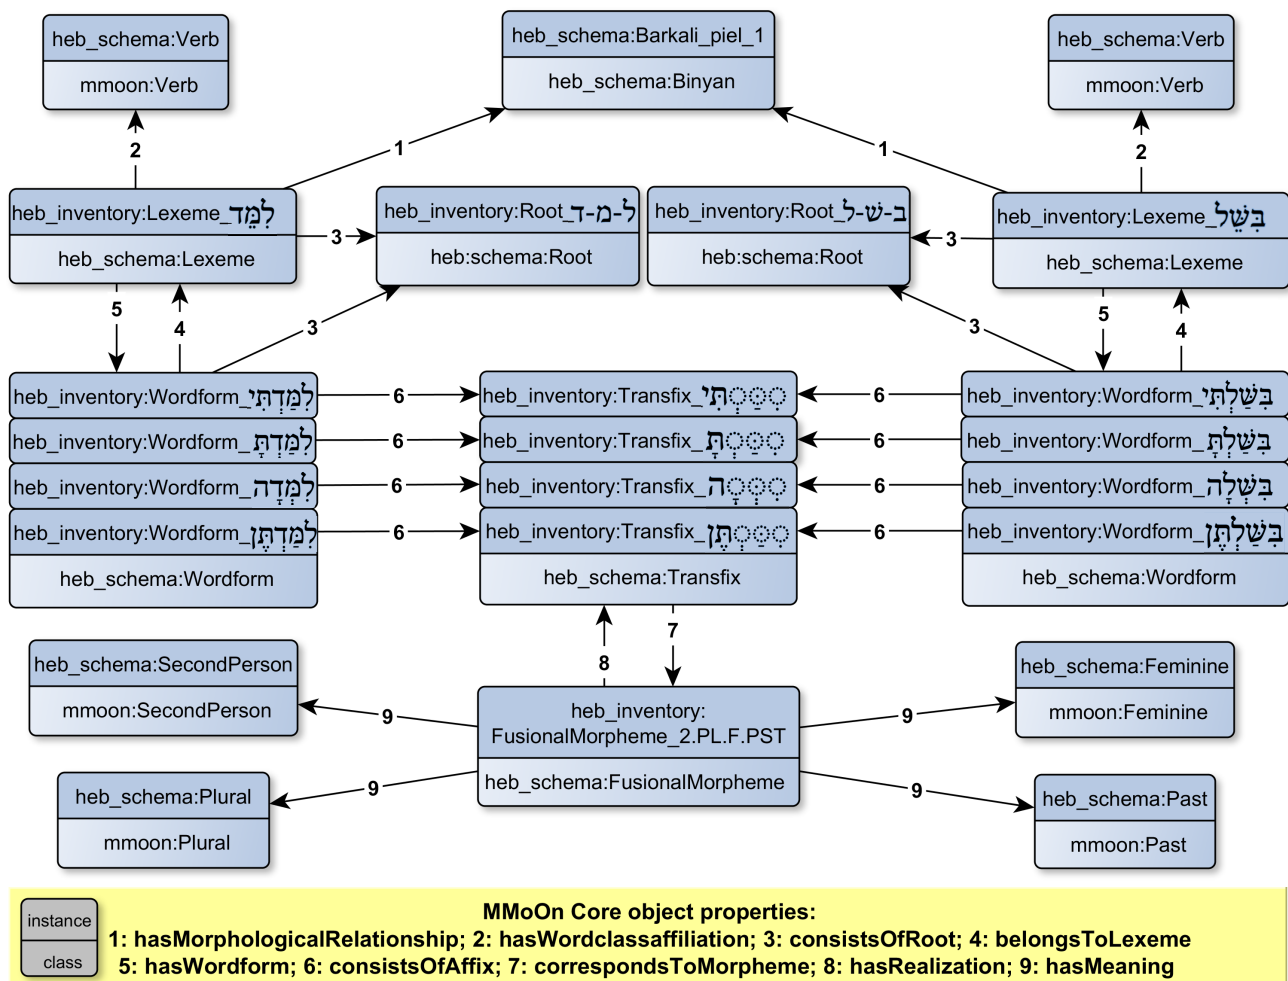 heb_schema:Verb
mmoon:Verb
heb_schema:Barkali_piel_1
heb_schema:Binyan
heb_schema:Verb
mmoon:Verb
2
1
1
2
heb_inventory:Lexeme_לִמֵּד
heb_schema:Lexeme
3
heb_inventory:Root_ל-מ-ד
heb:schema:Root
heb_inventory:Root_ב-שׁ-ל
heb:schema:Root
3
heb_inventory:Lexeme_בִּשֵּׁל
heb_schema:Lexeme
5
4
3
3
5
4
heb_inventory:Wordform_לִמַּדְתִּי
6
heb_inventory:Transfix_◌ִ◌ַּ◌ְתִּי
6
heb_inventory:Wordform_בִּשַּׁלְתִּי
heb_inventory:Wordform_לִמַּדְתָּ
6
heb_inventory:Transfix_◌ִ◌ַּ◌ְתָּ
6
heb_inventory:Wordform_בִּשַּׁלְתָּ
heb_inventory:Wordform_לִמְּדָה
6
heb_inventory:Transfix_◌ִ◌ְּ◌ָה
6
heb_inventory:Wordform_בִּשְּׁלָה
heb_inventory:Wordform_לִמַּדְתֶּן
6
heb_inventory:Transfix_◌ִ◌ַּ◌ְתֶּן
6
heb_inventory:Wordform_בִּשַּׁלְתֶּן
heb_schema:Wordform
heb_schema:Transfix
heb_schema:Wordform
8
7
heb_schema:SecondPerson
mmoon:SecondPerson
9
heb_inventory:
FusionalMorpheme_2.PL.F.PST
heb_schema:FusionalMorpheme
9
heb_schema:Feminine
mmoon:Feminine
heb_schema:Plural
mmoon:Plural
9
9
heb_schema:Past
mmoon:Past
instance
class
MMoOn Core object properties:
1: hasMorphologicalRelationship; 2: hasWordclassaffiliation; 3: consistsOfRoot; 4: belongsToLexeme
5: hasWordform; 6: consistsOfAffix; 7: correspondsToMorpheme; 8: hasRealization; 9: hasMeaning